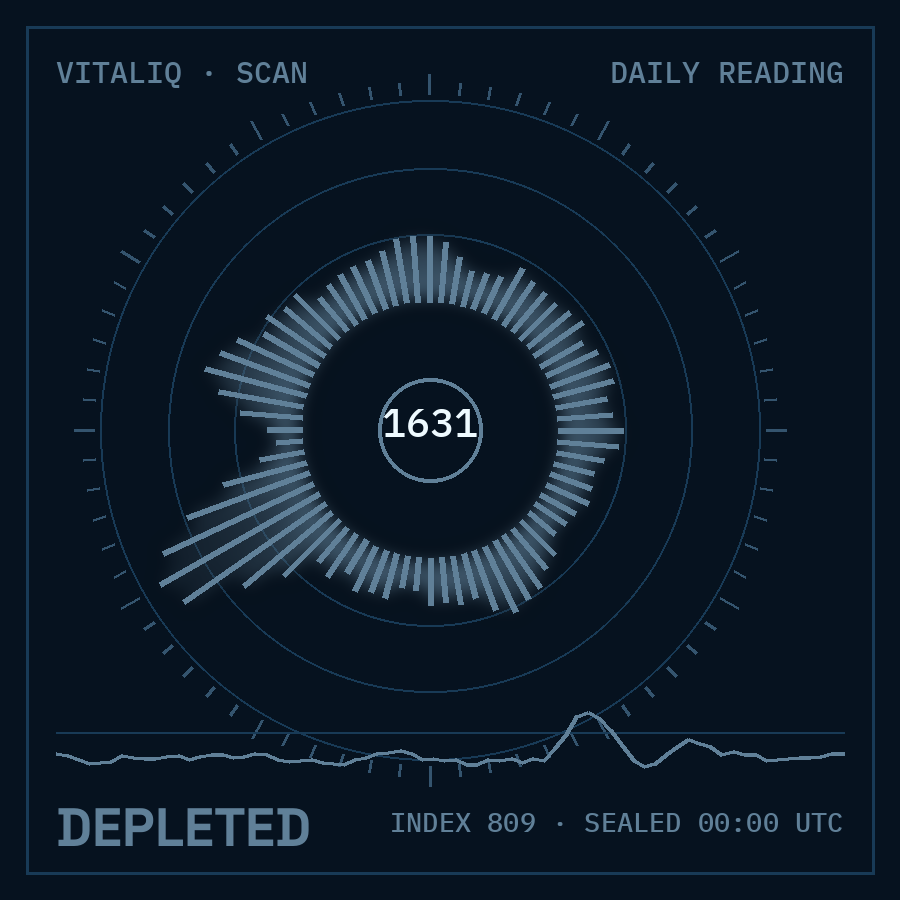 VITALIQ · SCAN
DAILY READING
1631
DEPLETED
INDEX 809 · SEALED 00:00 UTC